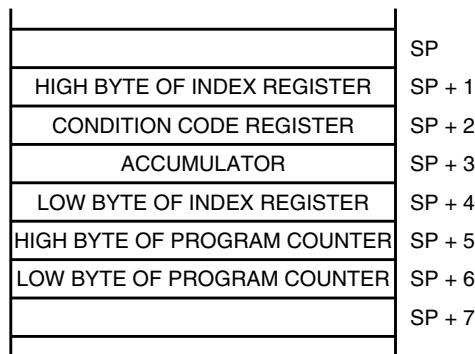 SP
HIGH BYTE OF INDEX REGISTER SP + 1
CONDITION CODE REGISTER SP + 2
ACCUMULATOR SP + 3
LOW BYTE OF INDEX REGISTER SP + 4
HIGH BYTE OF PROGRAM COUNTER SP + 5
LOW BYTE OF PROGRAM COUNTER SP + 6
SP + 7